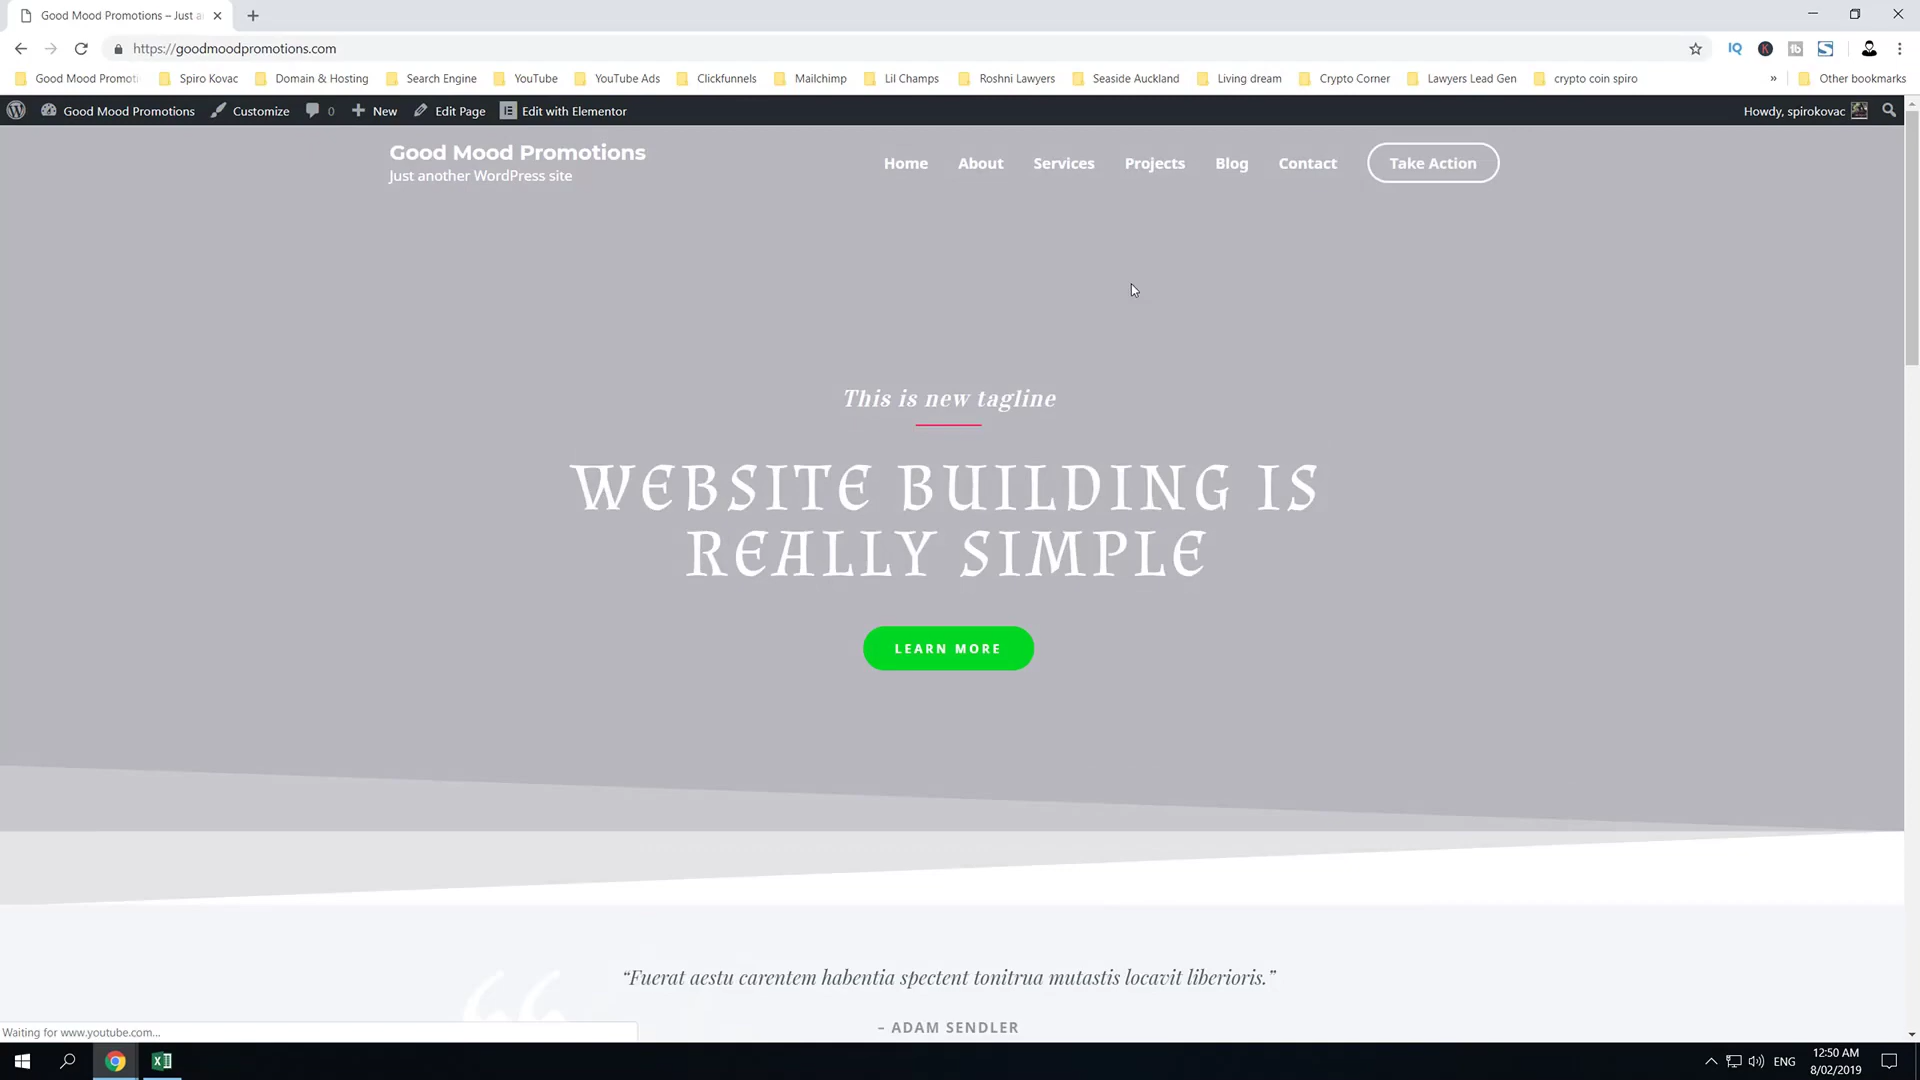 Good Mood Promotions – Just a
https://goodmoodpromotions.com
IQ K tb S
Good Mood Promoti Spiro Kovac Domain & Hosting Search Engine YouTube YouTube Ads Clickfunnels Mailchimp Lil Champs Roshni Lawyers Seaside Auckland Living dream Crypto Corner Lawyers Lead Gen crypto coin spiro » Other bookmarks
Good Mood Promotions Customize 0 New Edit Page Edit with Elementor Howdy, spirokovac
Good Mood Promotions
Just another WordPress site
Home About Services Projects Blog Contact Take Action
This is new tagline
WEBSITE BUILDING IS
REALLY SIMPLE
LEARN MORE
“Fuerat aestu carentem habentia spectent tonitrua mutastis locavit liberioris.”
– ADAM SENDLER
Waiting for www.youtube.com...
ENG
12:50 AM
8/02/2019